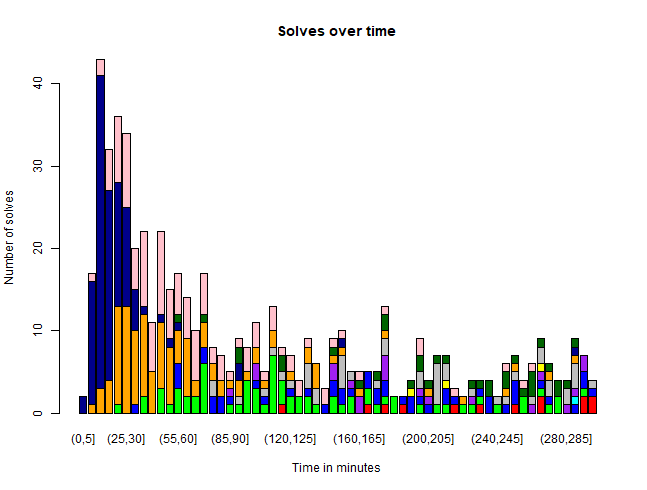 Solves over time
Number of solves
40
30
20
10
0
(0,5] (25,30] (55,60] (85,90] (120,125] (160,165] (200,205] (240,245] (280,285]
Time in minutes